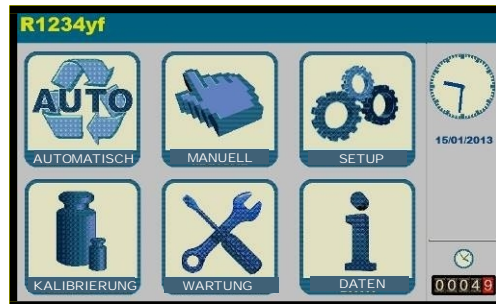 R1234yf
AUTO
AUTOMATISCH
MANUELL
SETUP
15/01/2013
KALIBRIERUNG
WARTUNG
DATEN
00049